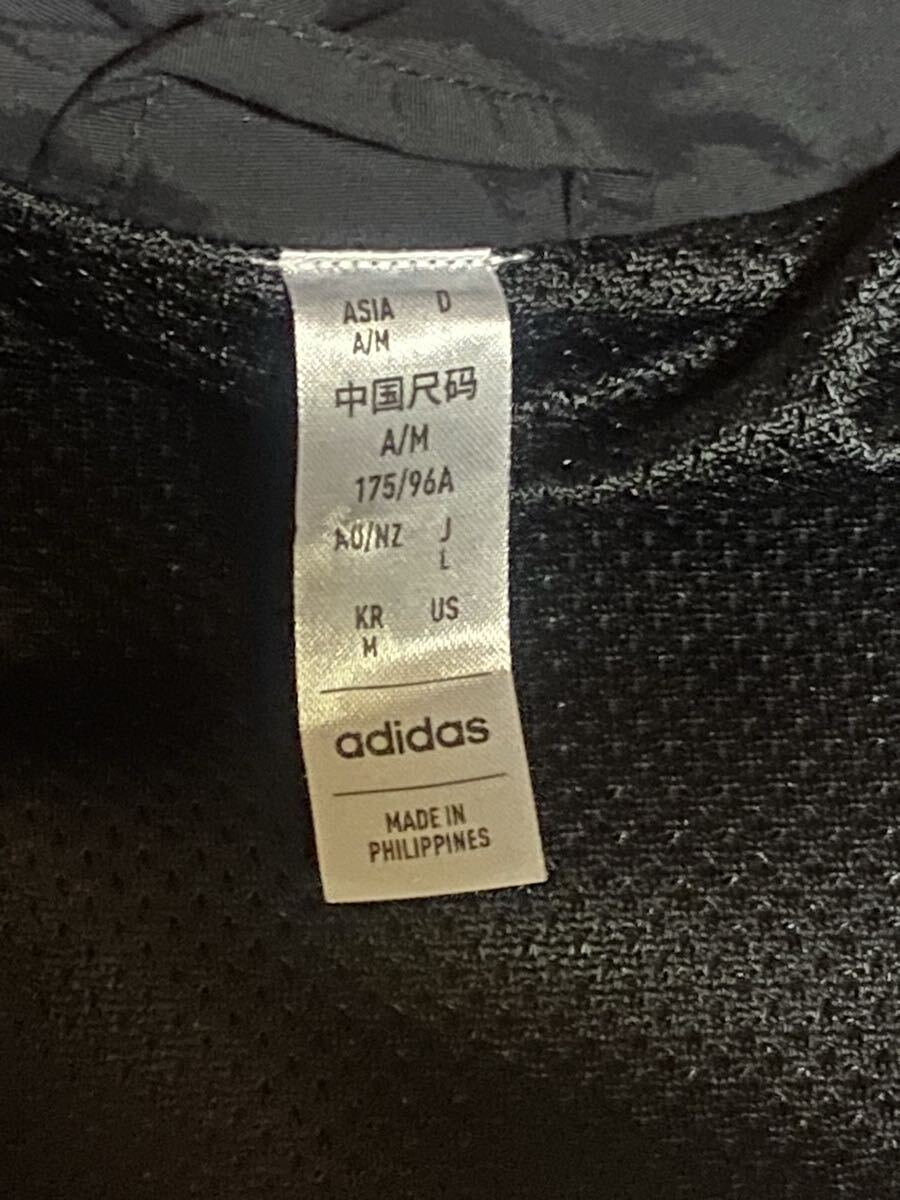 ASIA D
A/M
中国尺码
A/M
175/96A
AU/NZ J
L
KR US
M
adidas
MADE IN
PHILIPPINES